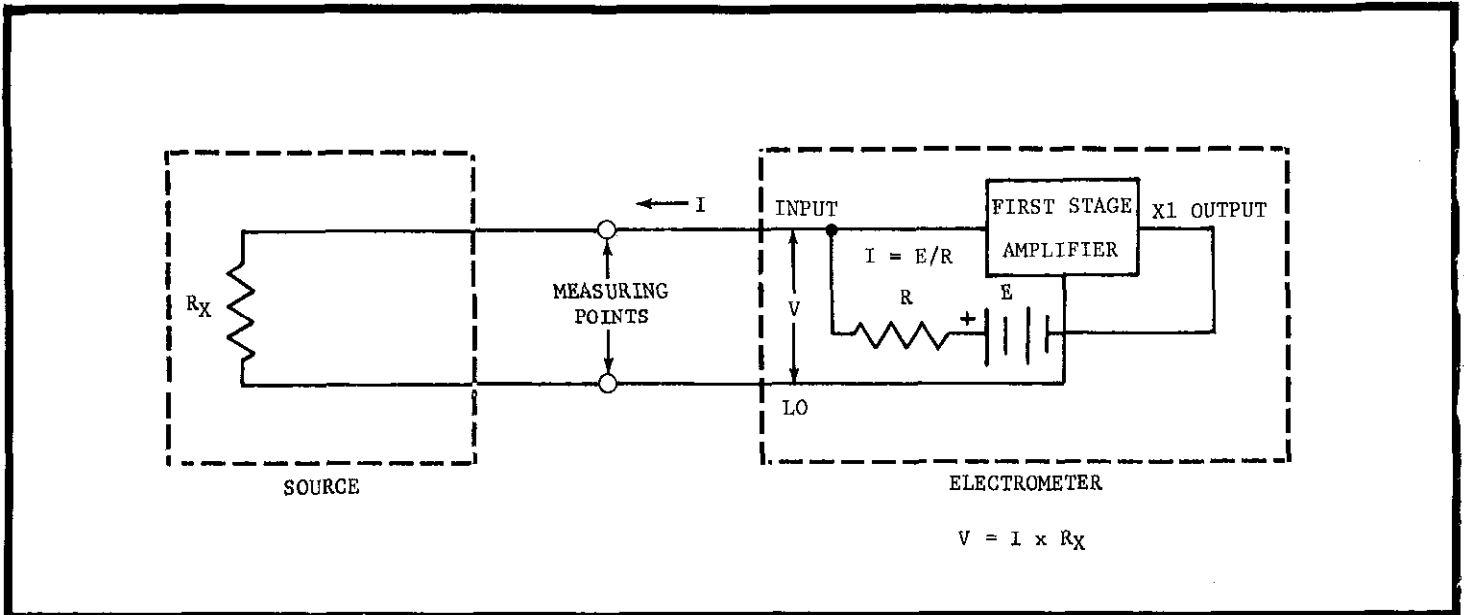 I
INPUT
FIRST STAGE
AMPLIFIER
X1 OUTPUT
I = E/R
RX
MEASURING
POINTS
V
R
+
E
LO
SOURCE
ELECTROMETER
V = I x RX